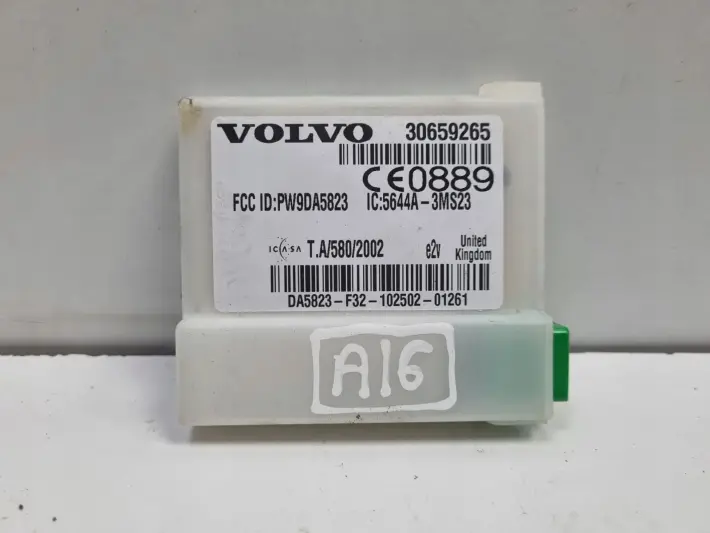 VOLVO 30659265
CE0889
FCC ID:PW9DA5823 IC:5644A-3MS23
ICASA T.A/580/2002 e2v United Kingdom
DA5823-F32-102502-01261
A16